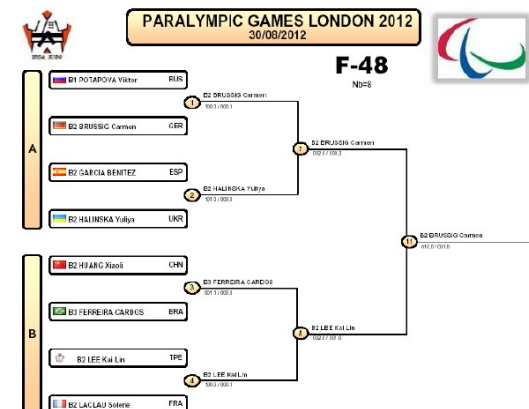 PARALYMPIC GAMES LONDON 2012
30/08/2012
IBSA JUDO
F-48
Nb=8
A
B1 POTAPOVA Viktor RUS
B2 BRUSSIG Carmen GER
B2 GARCIA BENITEZ ESP
B2 HALINSKA Yuliya UKR
B
B2 HUANG Xiaoli CHN
B3 FERREIRA CARDOS BRA
B2 LEE Kai Lin TPE
B2 LACLAU Solene FRA
1
B2 BRUSSIG Carmen
2
B2 HALINSKA Yuliya
3
B3 FERREIRA CARDOS
4
B2 LEE Kai Lin
7
B2 BRUSSIG Carmen
8
B2 LEE Kai Lin
11
B2 BRUSSIG Carmen